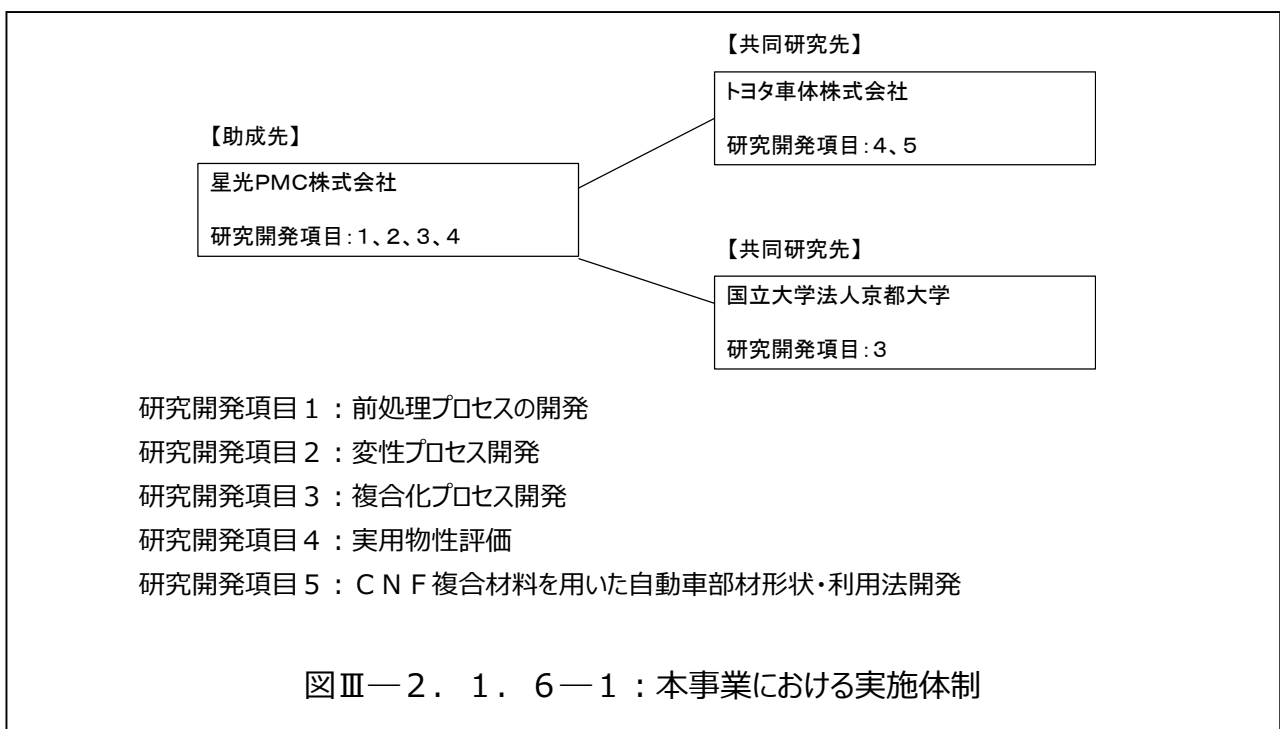 【助成先】
星光PMC株式会社
研究開発項目:1、2、3、4
【共同研究先】
トヨタ車体株式会社
研究開発項目:4、5
【共同研究先】
国立大学法人京都大学
研究開発項目:3
研究開発項目1:前処理プロセスの開発
研究開発項目2:変性プロセス開発
研究開発項目3:複合化プロセス開発
研究開発項目4:実用物性評価
研究開発項目5:CNF複合材料を用いた自動車部材形状・利用法開発
図Ⅲ―2.1.6―1:本事業における実施体制